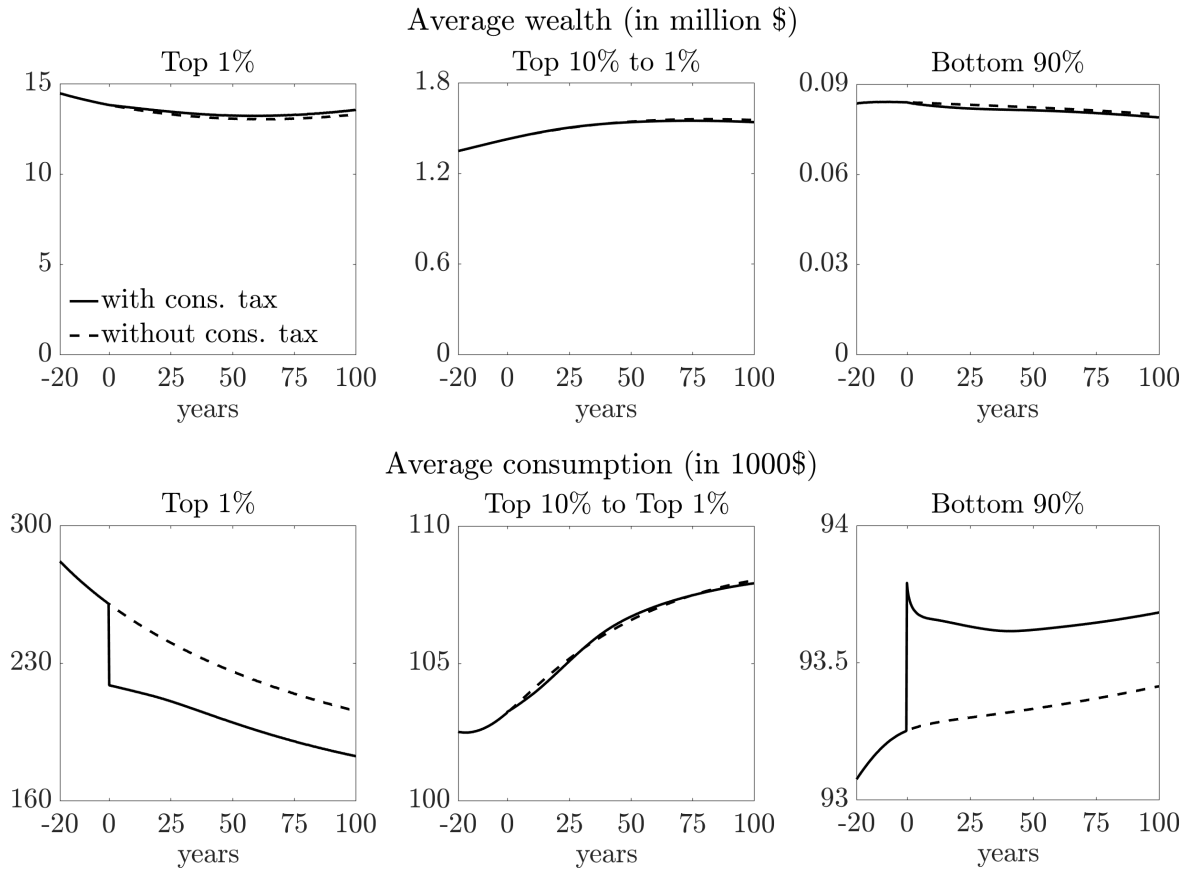 Average wealth (in million $)
Top 1%
Top 10% to 1%
Bottom 90%
15
10
5
0
with cons. tax
without cons. tax
-20 0 25 50 75 100
years
1.8
1.2
0.6
0
-20 0 25 50 75 100
years
0.09
0.06
0.03
0
-20 0 25 50 75 100
years
Average consumption (in 1000$)
Top 1%
Top 10% to Top 1%
Bottom 90%
300
230
160
-20 0 25 50 75 100
years
110
105
100
-20 0 25 50 75 100
years
94
93.5
93
-20 0 25 50 75 100
years